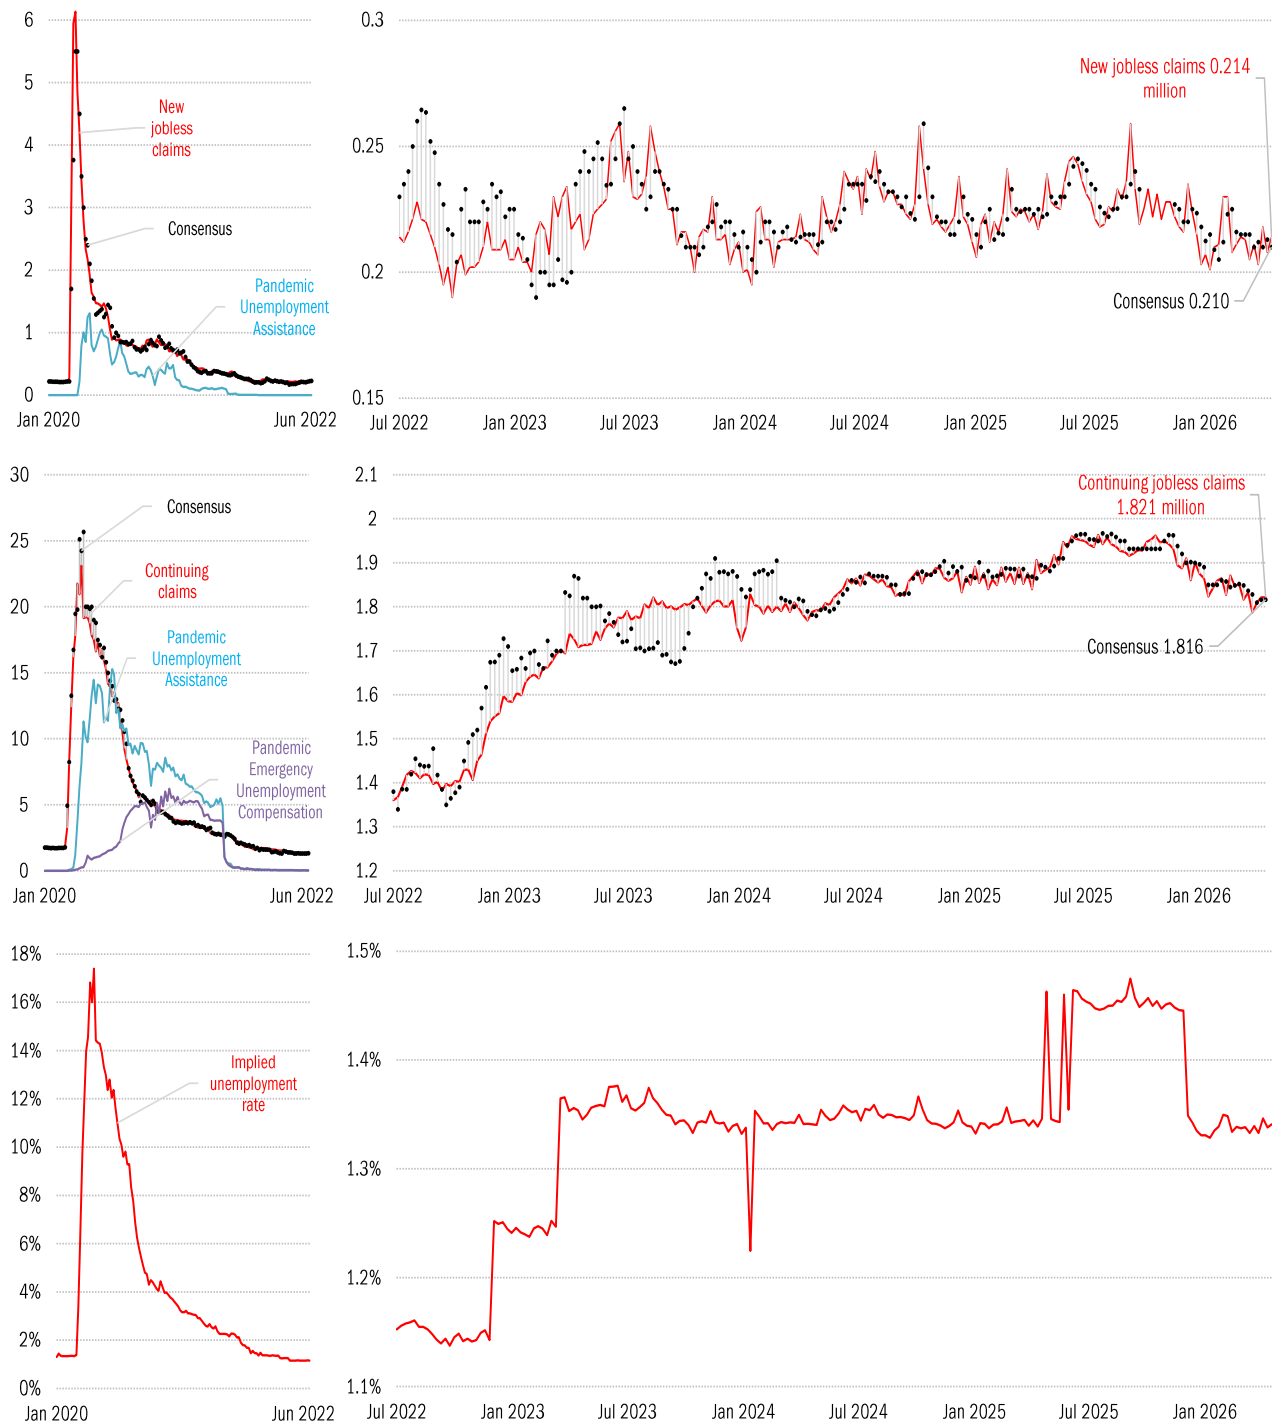 6
5
4
3
2
1
0
Jan 2020
Jun 2022
New
jobless
claims
Consensus
Pandemic
Unemployment
Assistance
0.3
0.25
0.2
0.15
Jul 2022
Jan 2023
Jul 2023
Jan 2024
Jul 2024
Jan 2025
Jul 2025
Jan 2026
New jobless claims 0.214
million
Consensus 0.210
30
25
20
15
10
5
0
Jan 2020
Jun 2022
Consensus
Continuing
claims
Pandemic
Unemployment
Assistance
Pandemic
Emergency
Unemployment
Compensation
2.1
2
1.9
1.8
1.7
1.6
1.5
1.4
1.3
1.2
Jul 2022
Jan 2023
Jul 2023
Jan 2024
Jul 2024
Jan 2025
Jul 2025
Jan 2026
Continuing jobless claims
1.821 million
Consensus 1.816
18%
16%
14%
12%
10%
8%
6%
4%
2%
0%
Jan 2020
Jun 2022
Implied
unemployment
rate
1.5%
1.4%
1.3%
1.2%
1.1%
Jul 2022
Jan 2023
Jul 2023
Jan 2024
Jul 2024
Jan 2025
Jul 2025
Jan 2026